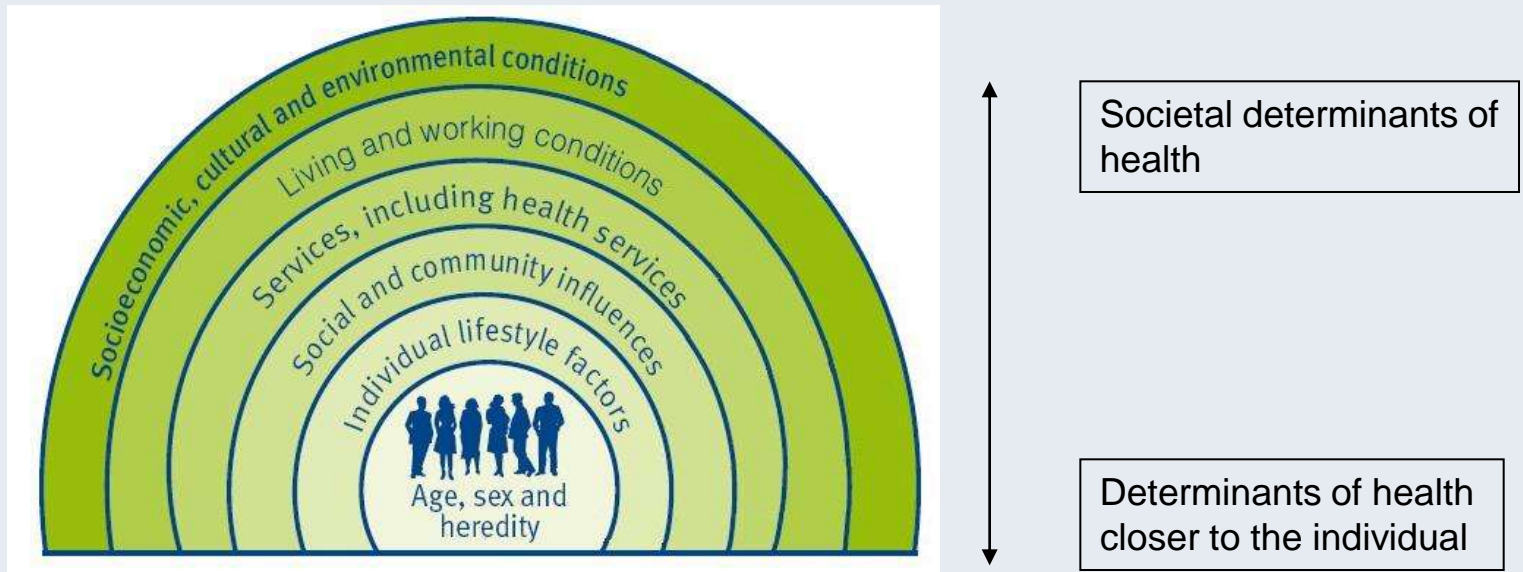 Socioeconomic, cultural and environmental conditions
Living and working conditions
Services, including health services
Social and community influences
Individual lifestyle factors
Age, sex and
heredity
Societal determinants of
health
Determinants of health
closer to the individual